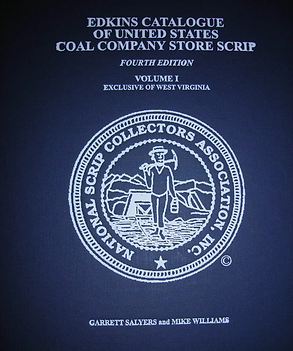 EDKINS CATALOGUE
OF UNITED STATES
COAL COMPANY STORE SCRIP
FOURTH EDITION
VOLUME I
EXCLUSIVE OF WEST VIRGINIA
NATIONAL SCRIP COLLECTORS ASSOCIATION, INC.
©
GARRETT SALYERS and MIKE WILLIAMS